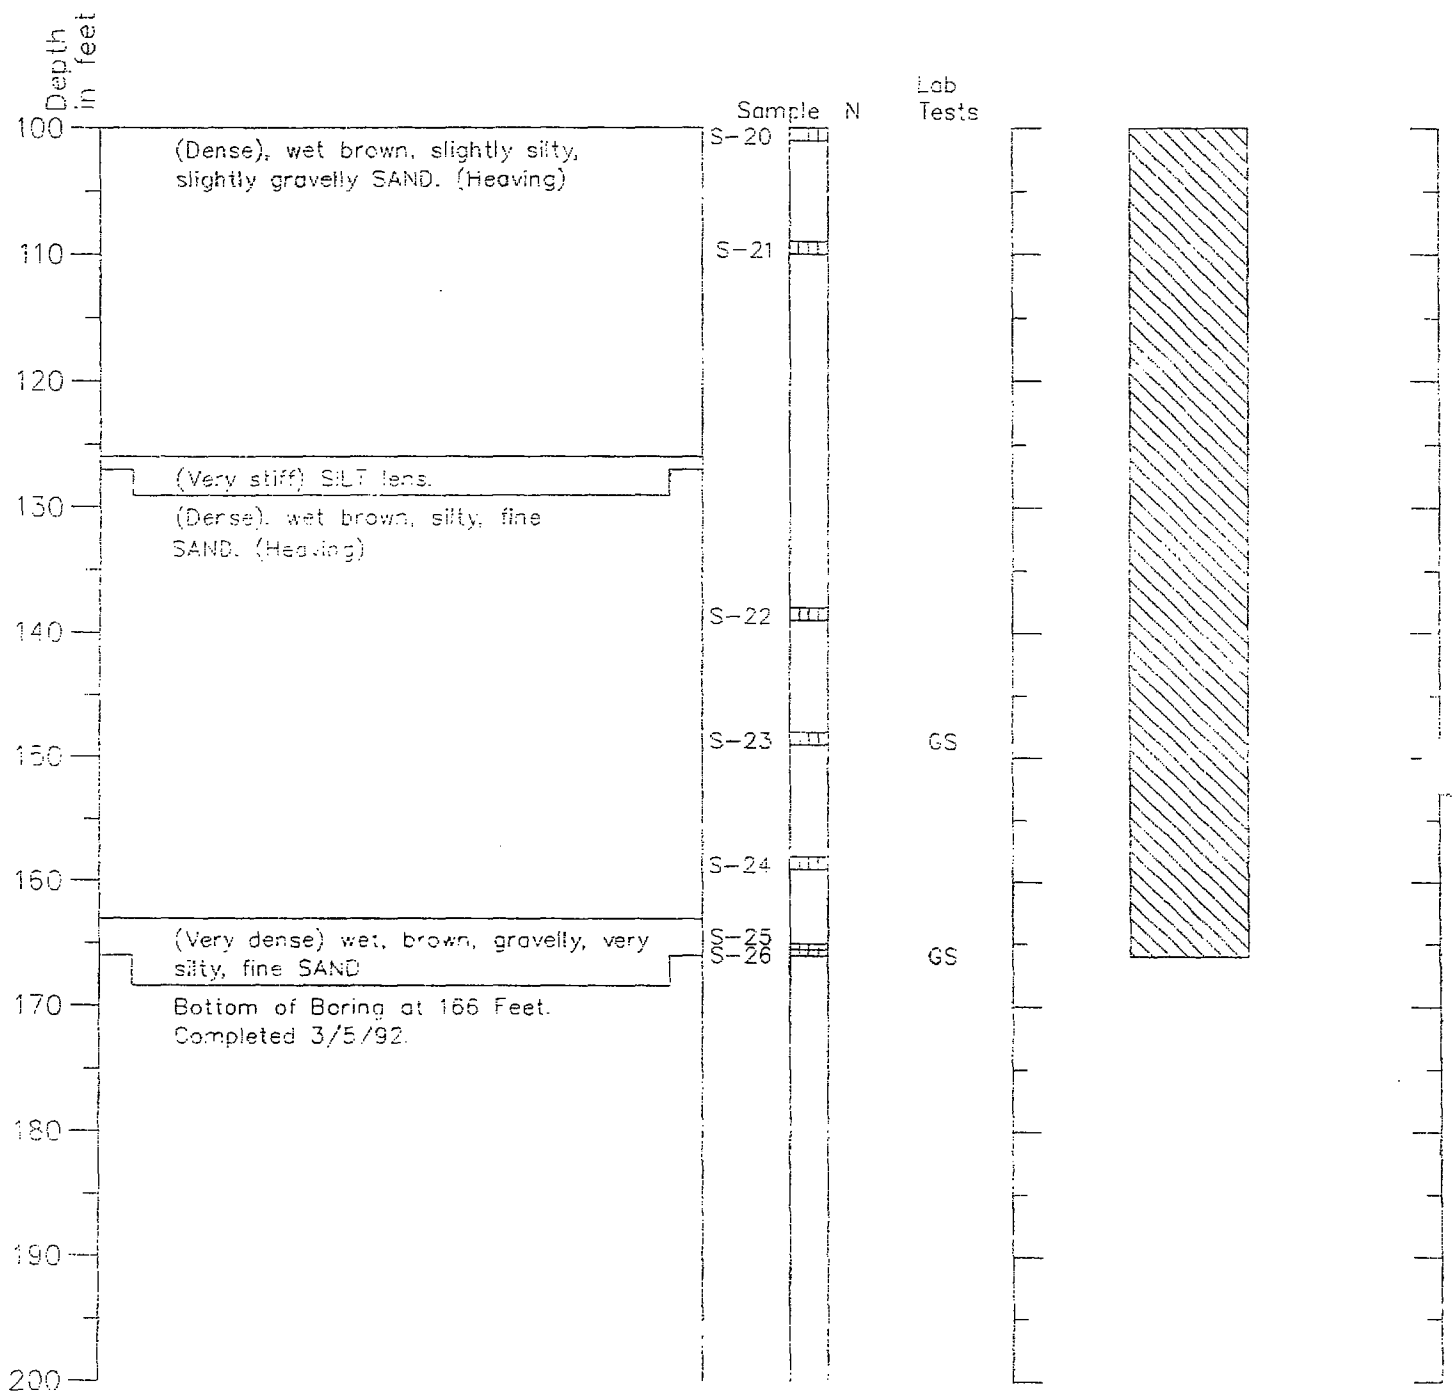 Depth
in feet
Lab
Sample N Tests
100
(Dense), wet brown, slightly silty,
slightly gravelly SAND. (Heaving)
S-20
110
S-21
120
(Very stiff) SILT lens.
130
(Dense). wet brown, silty, fine
SAND. (Heaving)
S-22
140
S-23 GS
150
S-24
160
(Very dense) wet, brown, gravelly, very
silty, fine SAND
S-25
S-26 GS
170
Bottom of Boring at 166 Feet.
Completed 3/5/92.
180
190
200